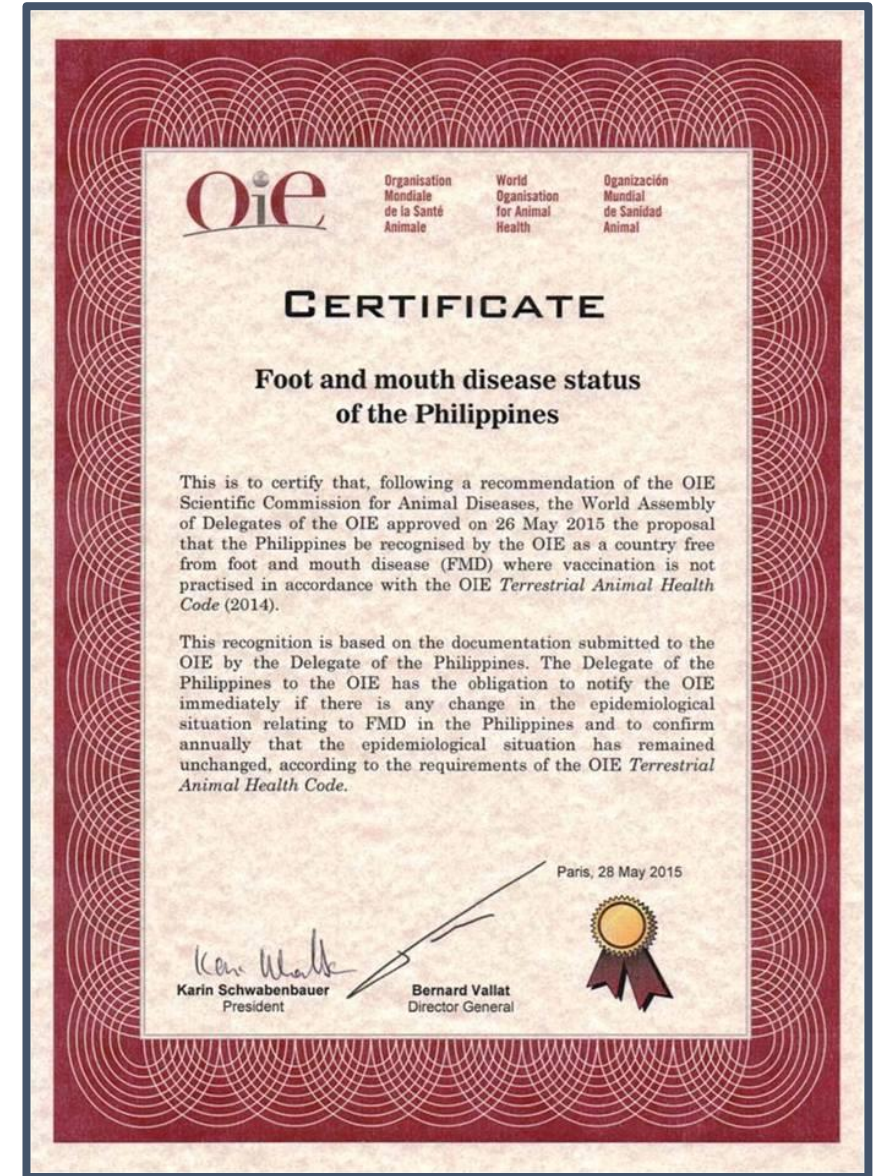 Oie
Organisation
Mondiale
de la Santé
Animale
World
Oganisation
for Animal
Health
Oganización
Mundial
de Sanidad
Animal
CERTIFICATE
Foot and mouth disease status
of the Philippines
This is to certify that, following a recommendation of the OIE
Scientific Commission for Animal Diseases, the World Assembly
of Delegates of the OIE approved on 26 May 2015 the proposal
that the Philippines be recognised by the OIE as a country free
from foot and mouth disease (FMD) where vaccination is not
practised in accordance with the OIE Terrestrial Animal Health
Code (2014).
This recognition is based on the documentation submitted to the
OIE by the Delegate of the Philippines. The Delegate of the
Philippines to the OIE has the obligation to notify the OIE
immediately if there is any change in the epidemiological
situation relating to FMD in the Philippines and to confirm
annually that the epidemiological situation has remained
unchanged, according to the requirements of the OIE Terrestrial
Animal Health Code.
Paris, 28 May 2015
Karin Schwabenbauer
President
Bernard Vallat
Director General